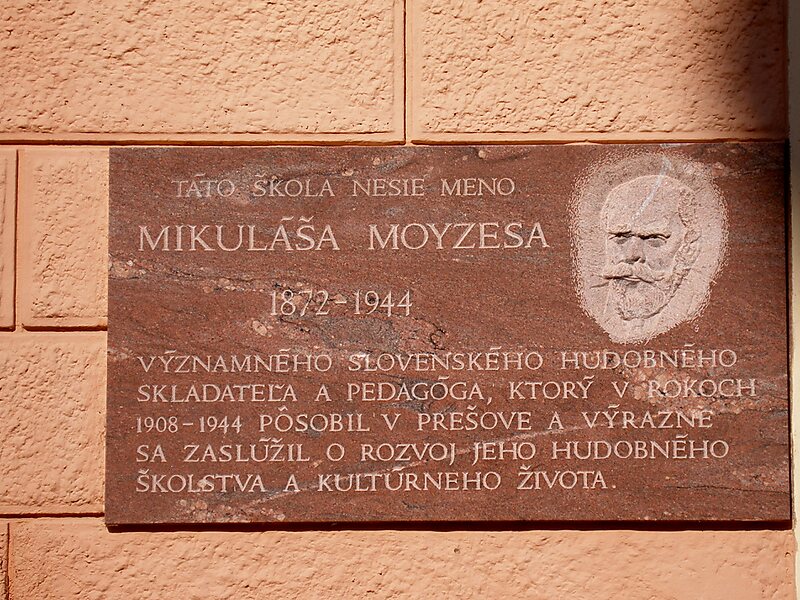 TÁTO ŠKOLA NESIE MENO
MIKULÁŠA MOYZESA
1872-1944
VÝZNAMNÉHO SLOVENSKÉHO HUDOBNÉHO
SKLADATEĽA A PEDAGÓGA, KTORÝ V ROKOCH
1908-1944 PÔSOBIL V PREŠOVE A VÝRAZNE
SA ZASLÚŽIL O ROZVOJ JEHO HUDOBNÉHO
ŠKOLSTVA A KULTÚRNEHO ŽIVOTA.